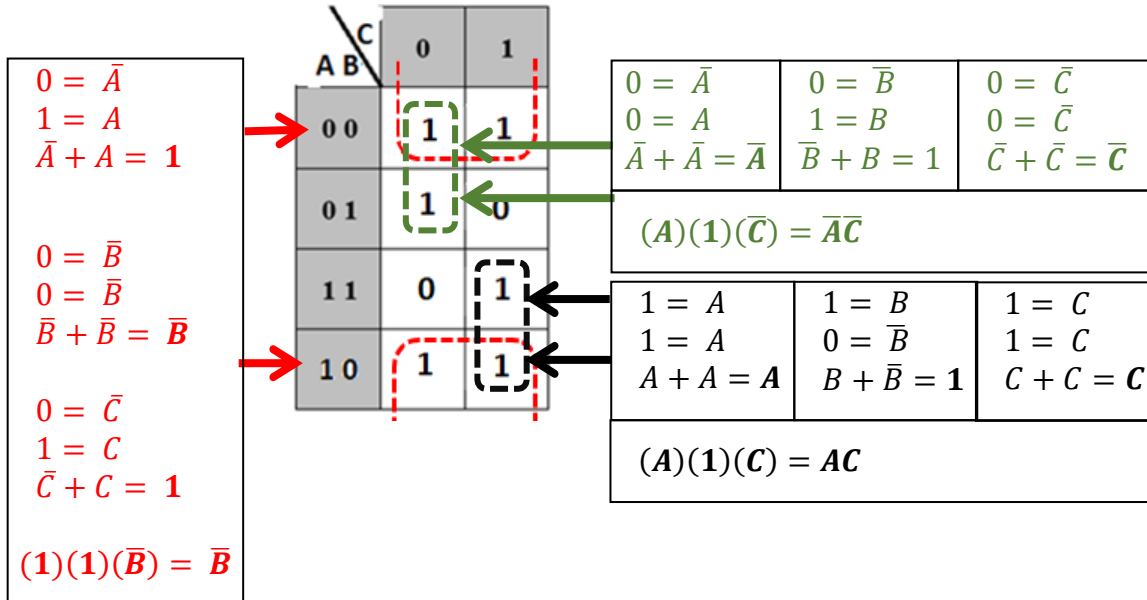 0 = A̅
1 = A
A̅ + A = 1
0 = B̅
0 = B̅
B̅ + B̅ = B̅
0 = C̅
1 = C
C̅ + C = 1
(1)(1)(B̅) = B̅
C
A B
0 1
0 0 1 1
0 1 1 0
1 1 0 1
1 0 1 1
0 = A̅
0 = A
A̅ + A̅ = A̅
0 = B̅
1 = B
B̅ + B = 1
0 = C̅
0 = C̅
C̅ + C̅ = C̅
(A)(1)(C̅) = A̅C̅
1 = A
1 = A
A + A = A
1 = B
0 = B̅
B + B̅ = 1
1 = C
1 = C
C + C = C
(A)(1)(C) = AC